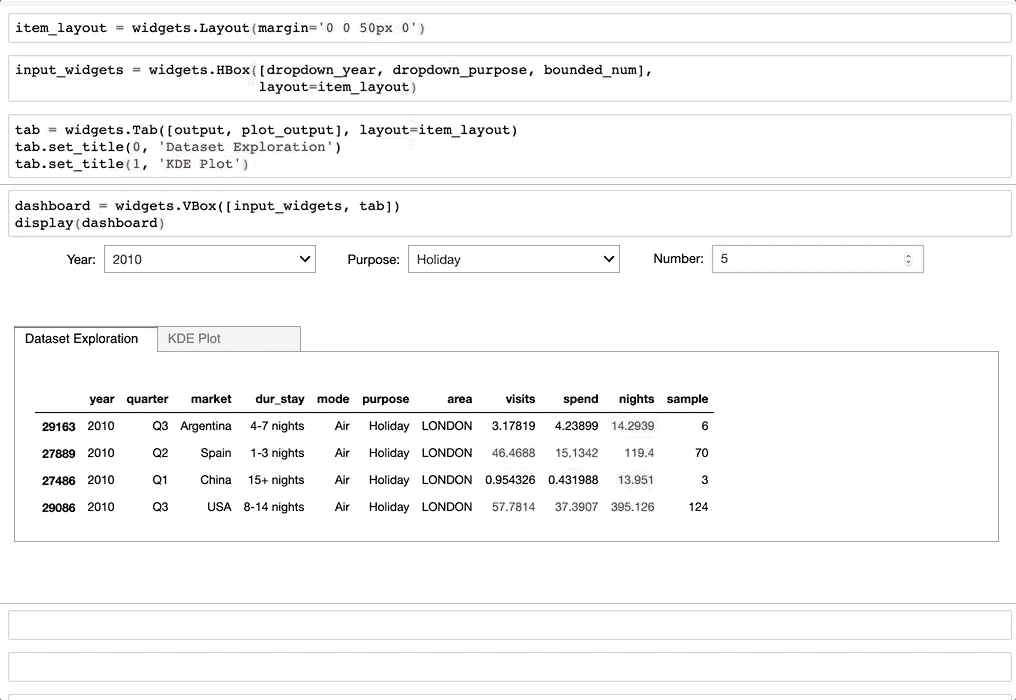 item_layout = widgets.Layout(margin='0 0 50px 0')
input_widgets = widgets.HBox([dropdown_year, dropdown_purpose, bounded_num],
layout=item_layout)
tab = widgets.Tab([output, plot_output], layout=item_layout)
tab.set_title(0, 'Dataset Exploration')
tab.set_title(1, 'KDE Plot')
dashboard = widgets.VBox([input_widgets, tab])
display(dashboard)
Year: 2010 Purpose: Holiday Number: 5
Dataset Exploration KDE Plot
year quarter market dur_stay mode purpose area visits spend nights sample
29163 2010 Q3 Argentina 4-7 nights Air Holiday LONDON 3.17819 4.23899 14.2939 6
27889 2010 Q2 Spain 1-3 nights Air Holiday LONDON 46.4688 15.1342 119.4 70
27486 2010 Q1 China 15+ nights Air Holiday LONDON 0.954326 0.431988 13.951 3
29086 2010 Q3 USA 8-14 nights Air Holiday LONDON 57.7814 37.3907 395.126 124